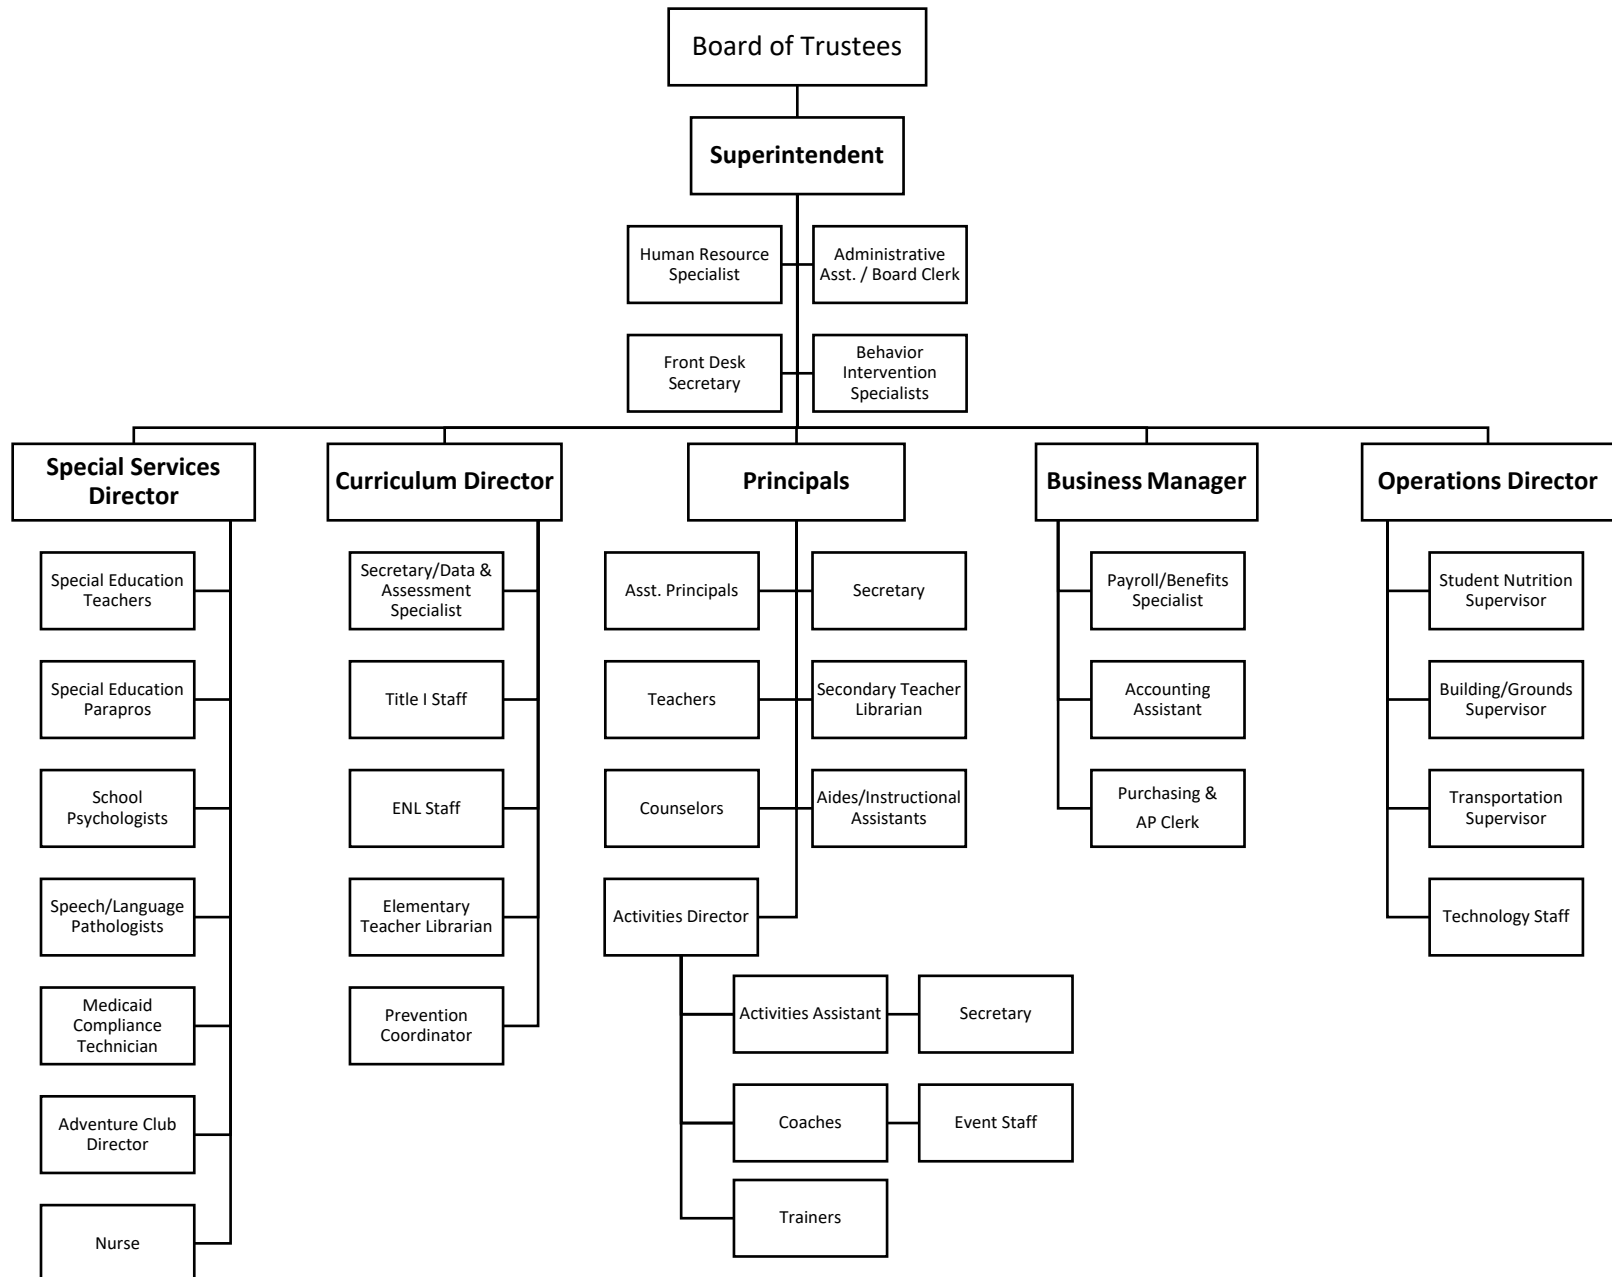 Board of Trustees
Superintendent
Human Resource
Specialist
Administrative
Asst. / Board Clerk
Front Desk
Secretary
Behavior
Intervention
Specialists
Special Services
Director
Curriculum Director
Principals
Business Manager
Operations Director
Special Education
Teachers
Special Education
Parapros
School
Psychologists
Speech/Language
Pathologists
Medicaid
Compliance
Technician
Adventure Club
Director
Nurse
Secretary/Data &
Assessment
Specialist
Title I Staff
ENL Staff
Elementary
Teacher Librarian
Prevention
Coordinator
Asst. Principals
Secretary
Teachers
Secondary Teacher
Librarian
Counselors
Aides/Instructional
Assistants
Activities Director
Activities Assistant
Secretary
Coaches
Event Staff
Trainers
Payroll/Benefits
Specialist
Accounting
Assistant
Purchasing &
AP Clerk
Student Nutrition
Supervisor
Building/Grounds
Supervisor
Transportation
Supervisor
Technology Staff